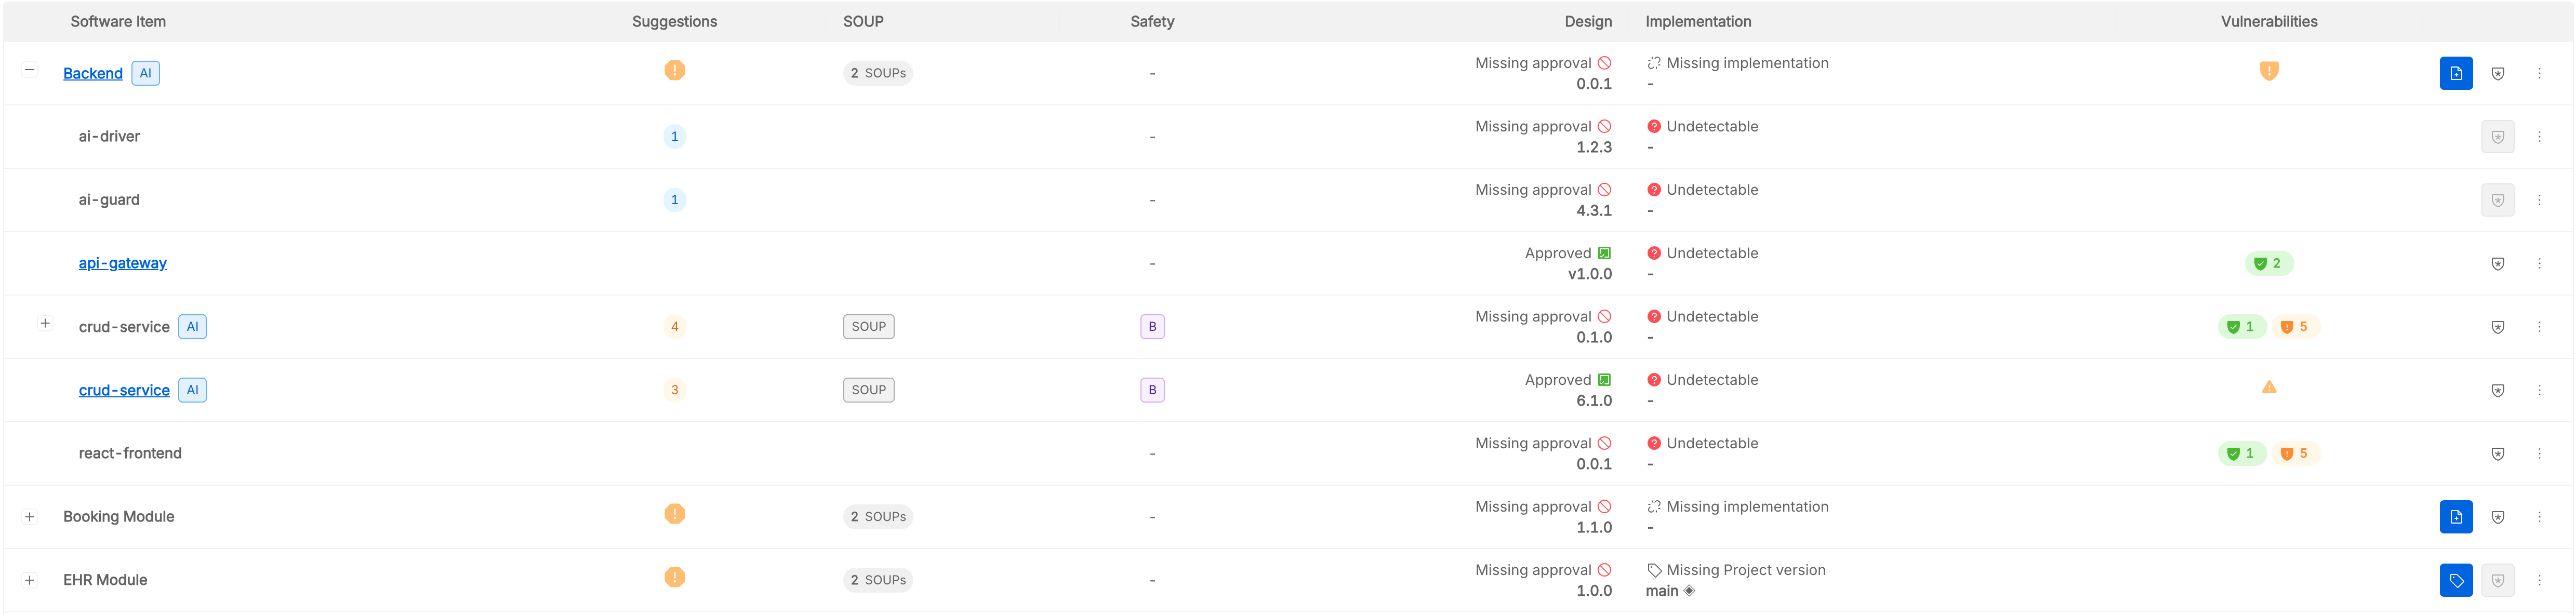 Software Item Suggestions SOUP Safety Design Implementation Vulnerabilities
Backend AI 2 SOUPs - Missing approval Missing implementation
0.0.1 -
ai-driver 1 - Missing approval Undetectable
1.2.3 -
ai-guard 1 - Missing approval Undetectable
4.3.1 -
api-gateway - Approved Undetectable 2
v1.0.0 -
crud-service AI 4 SOUP B Missing approval Undetectable 1 5
0.1.0 -
crud-service AI 3 SOUP B Approved Undetectable
6.1.0 -
react-frontend - Missing approval Undetectable 1 5
0.0.1 -
Booking Module 2 SOUPs - Missing approval Missing implementation
1.1.0 -
EHR Module 2 SOUPs - Missing approval Missing Project version
1.0.0 main